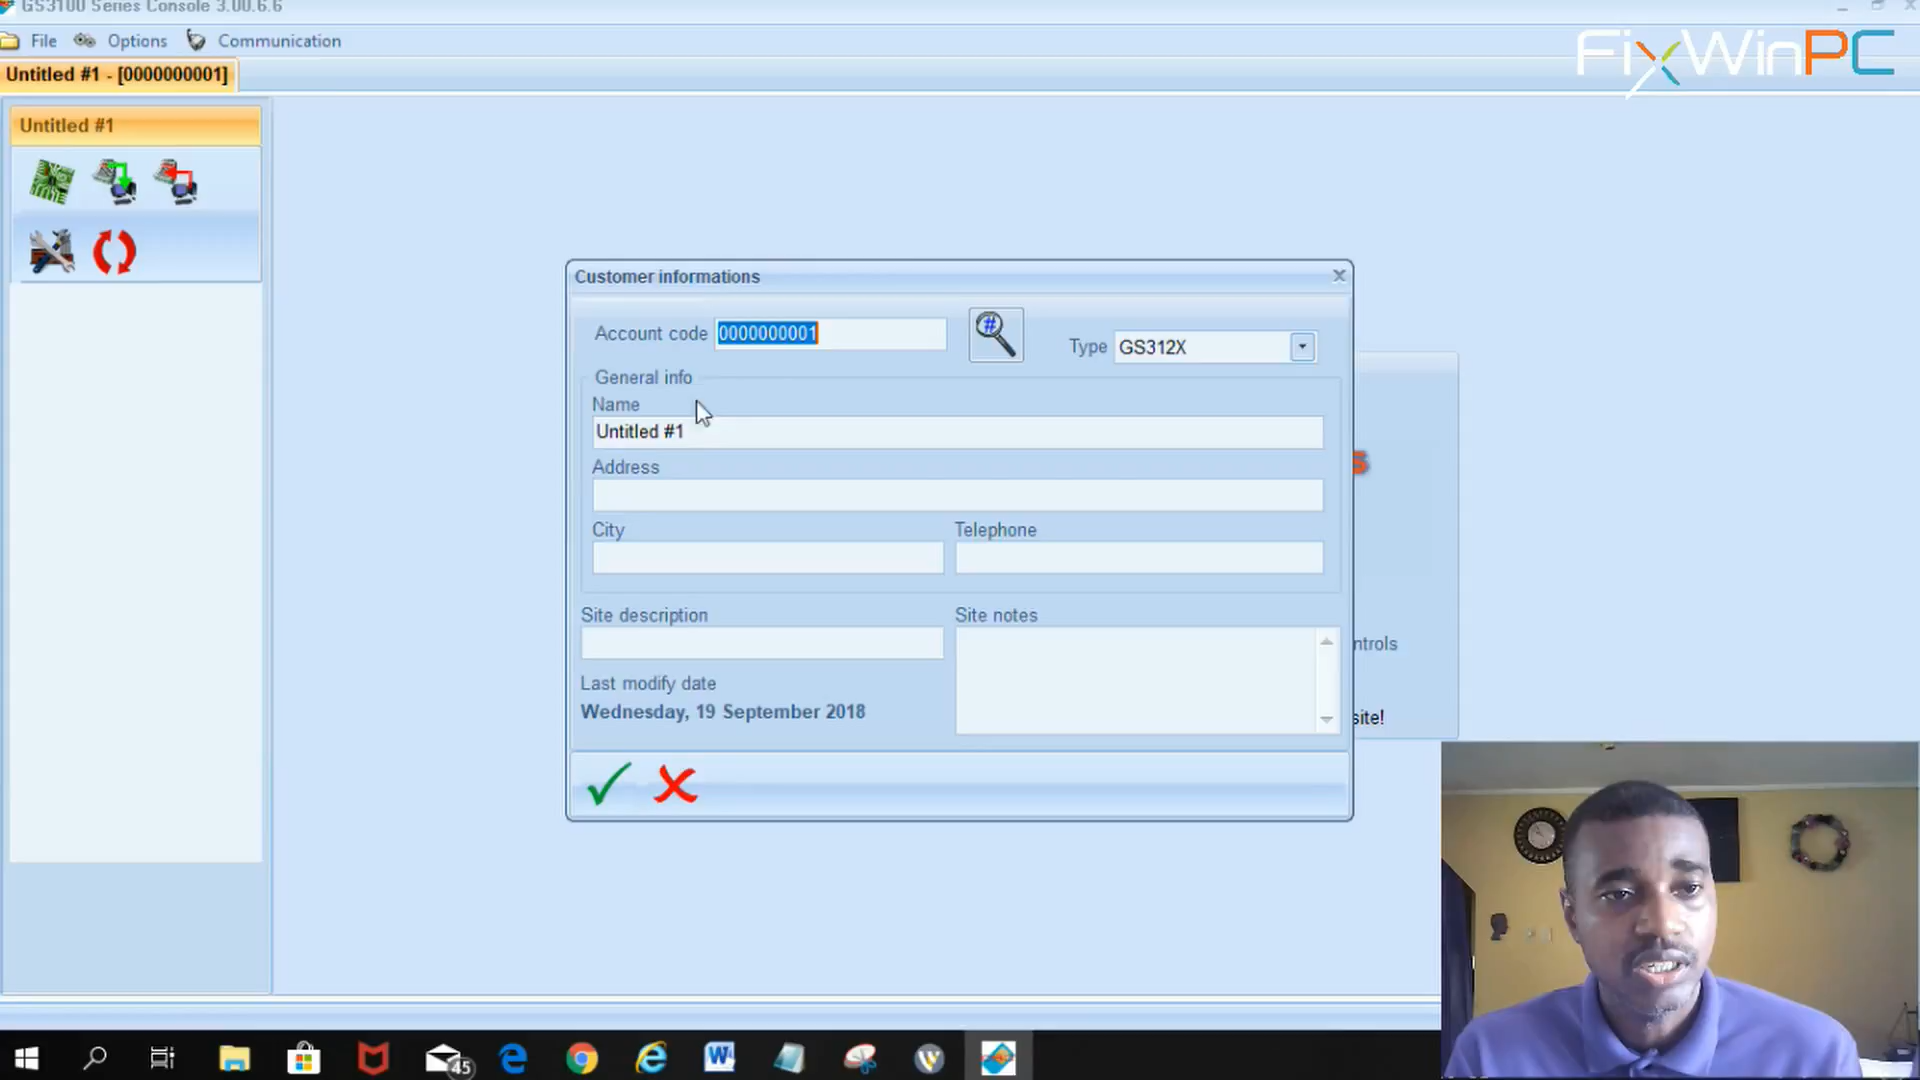 GS3100 Series Console 3.00.6.6
File Options Communication
FixWinPC
Untitled #1 - [0000000001]
Untitled #1
Customer informations
Account code 0000000001
#
Type GS312X
General info
Name
Untitled #1
Address
s
City Telephone
Site description Site notes
ntrols
Last modify date
Wednesday, 19 September 2018
site!
45
W